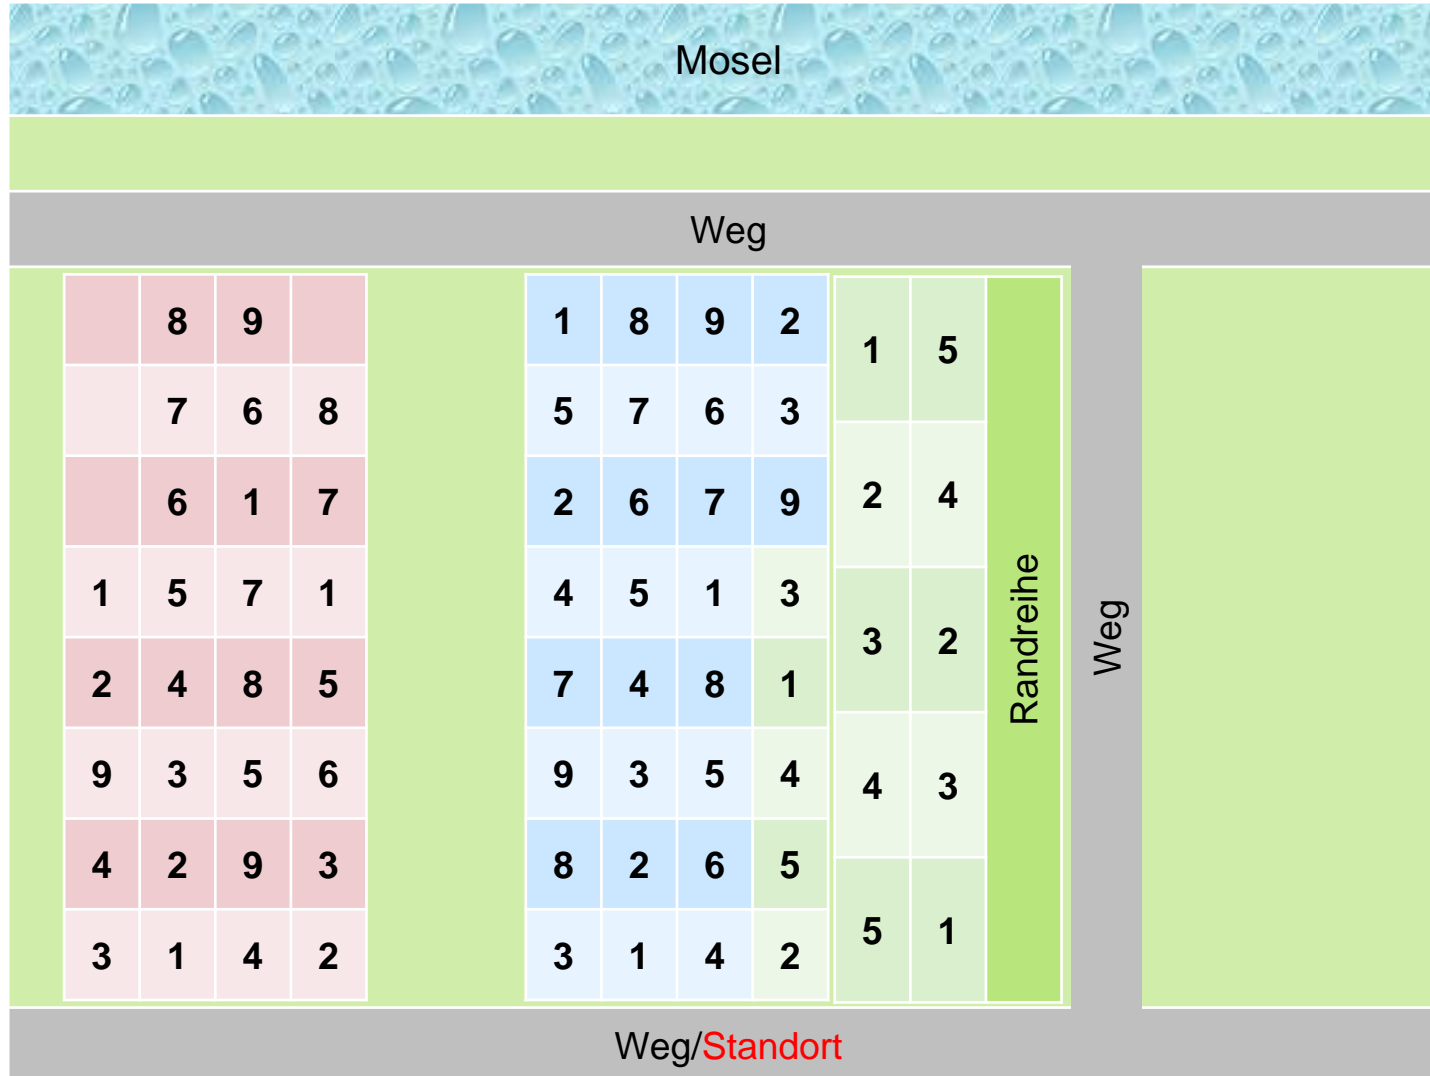 Mosel
Weg
8 9
7 6 8
6 1 7
1 5 7 1
2 4 8 5
9 3 5 6
4 2 9 3
3 1 4 2
1 8 9 2
5 7 6 3
2 6 7 9
4 5 1 3
7 4 8 1
9 3 5 4
8 2 6 5
3 1 4 2
1 5
2 4
3 2
4 3
5 1
Randreihe
Weg
Weg/Standort